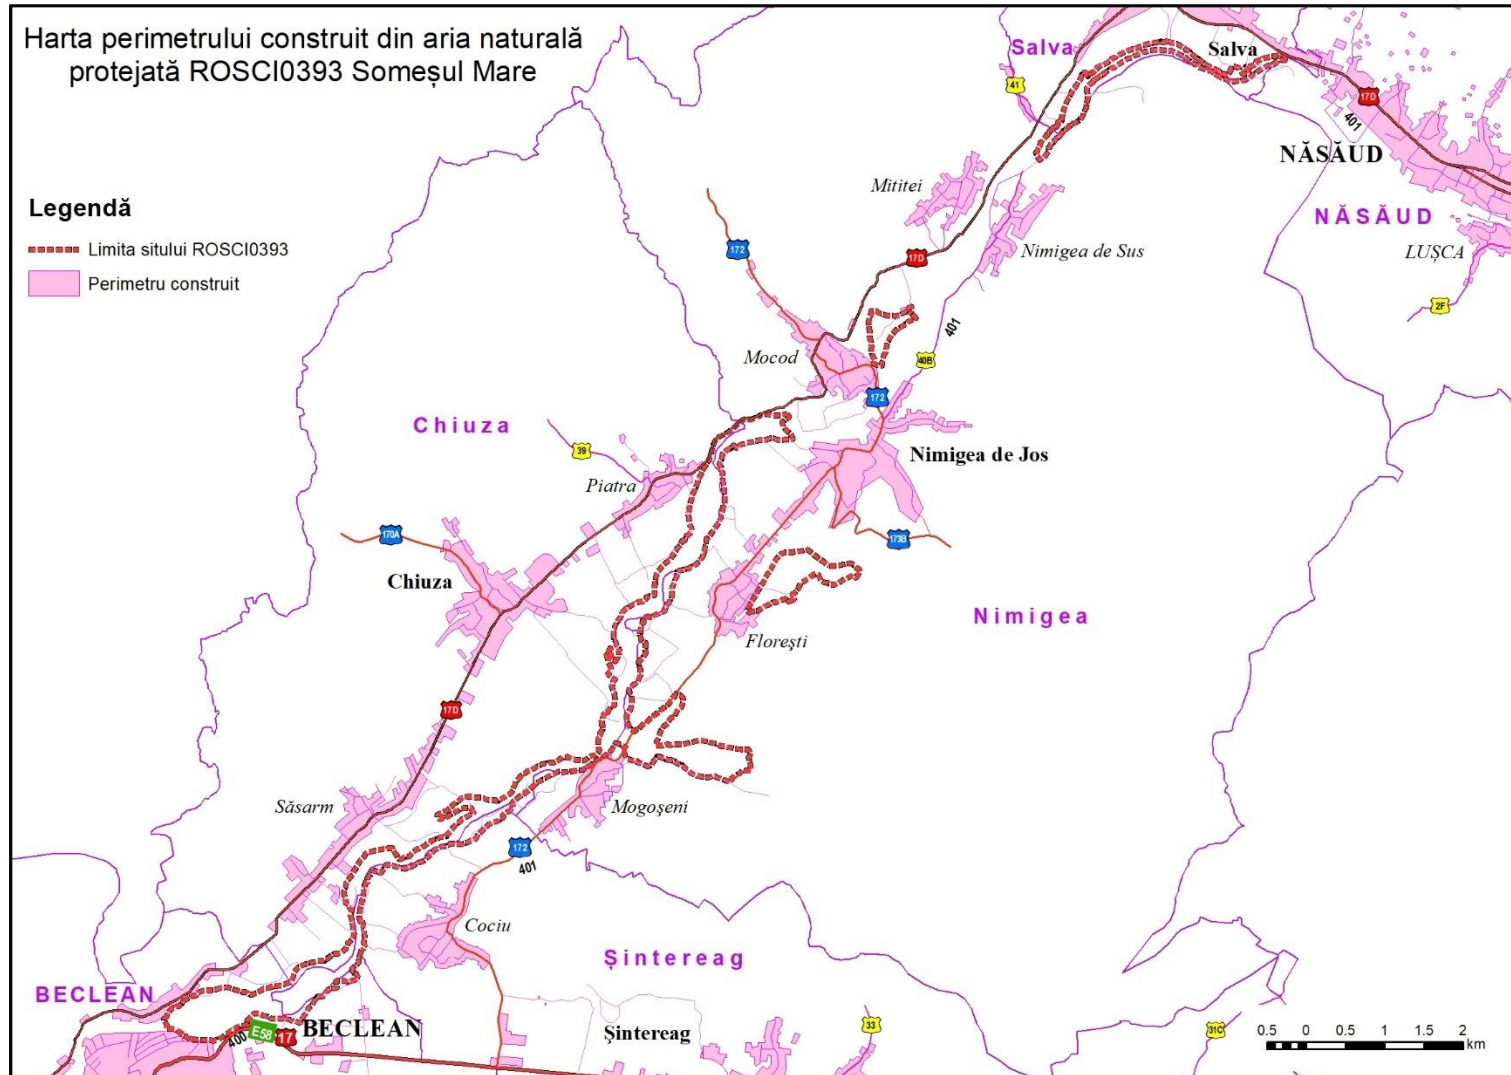 Harta perimetrului construit din aria naturală
protejată ROSCI0393 Someșul Mare
Salva
Salva
41
17D
401
NĂSĂUD
Legendă
Limita sitului ROSCI0393
Perimetru construit
Mititei
172
17D
Nimigea de Sus
NĂSĂUD
LUȘCA
2F
401
Mocod
40B
172
Chiuza
39
Nimigea de Jos
Piatra
170A
173B
Chiuza
Nimigea
Floreşti
17D
Săsarm
Mogoşeni
172
401
Cociu
Șintereag
BECLEAN
400
E58
17
BECLEAN
Şintereag
33
31C
0.5 0 0.5 1 1.5 2
km